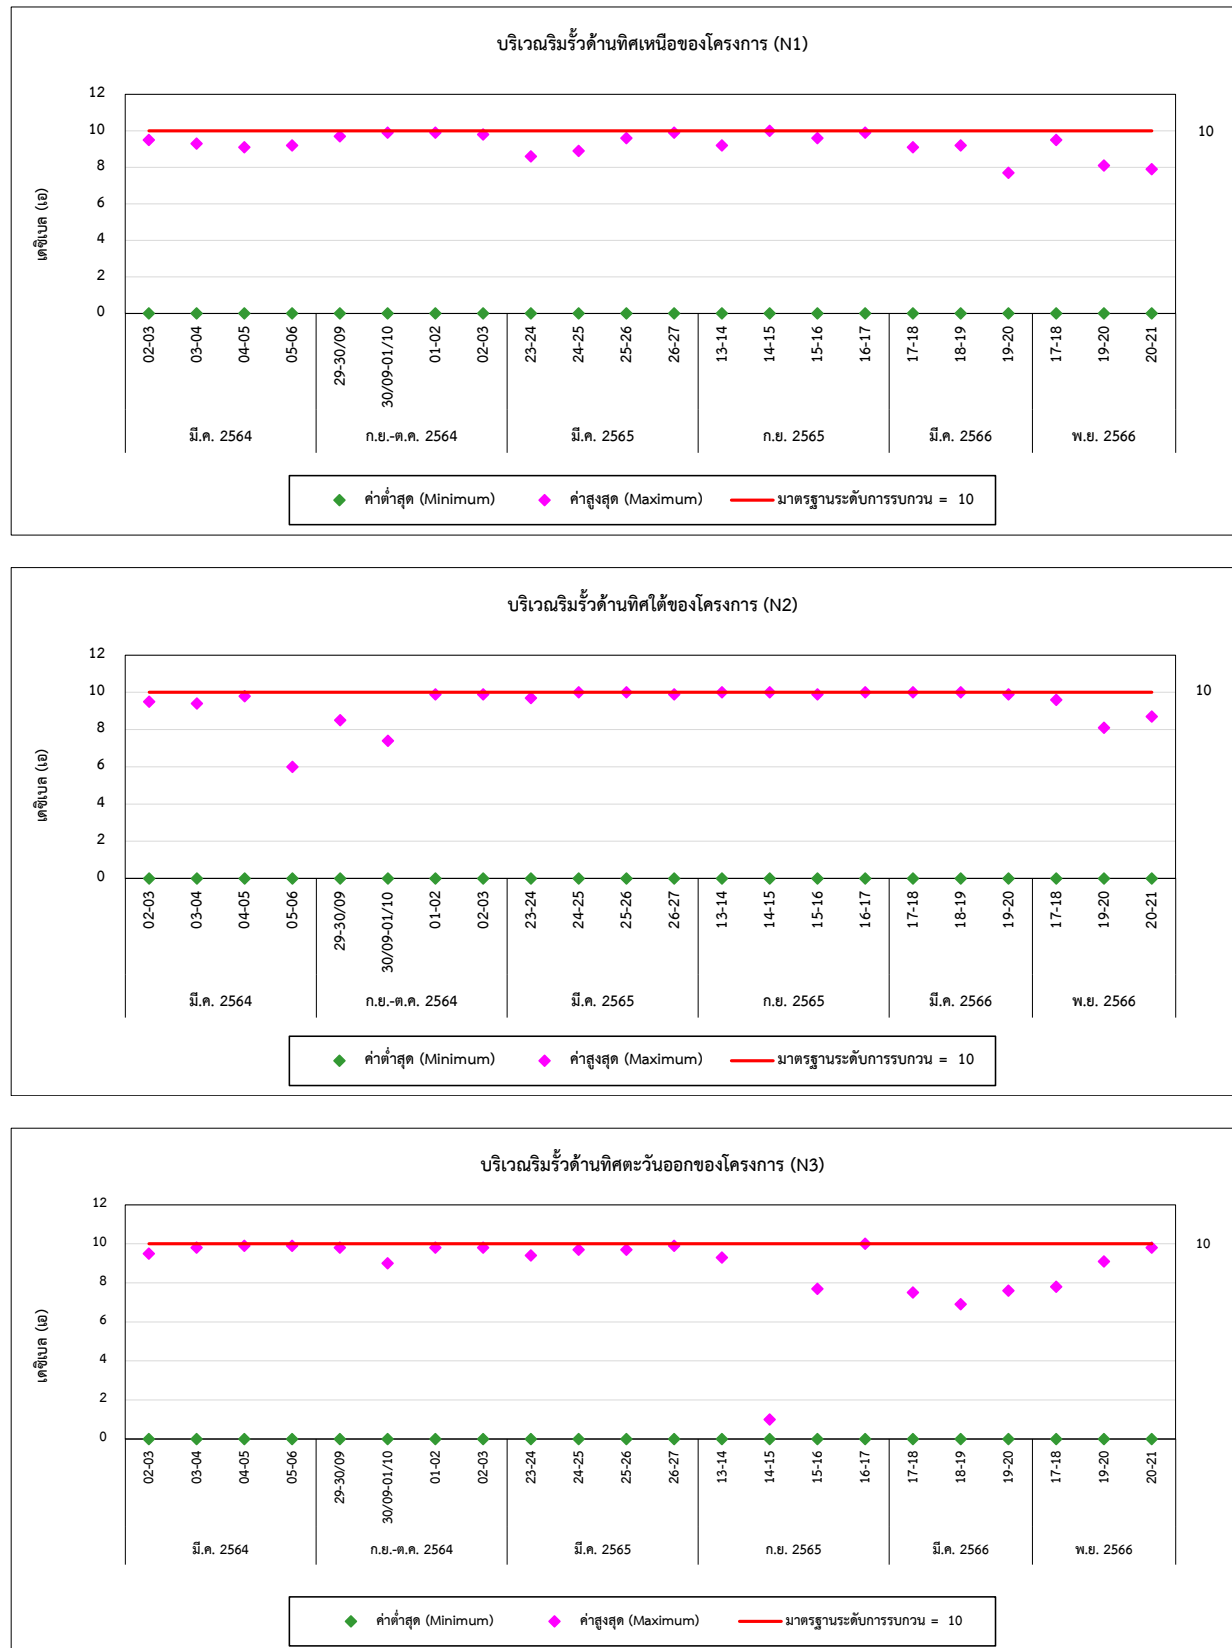 บริเวณริมรั้วด้านทิศเหนือของโครงการ (N1)
12
10
8
6
4
2
0
10
เดซิเบล (เอ)
02-03 03-04 04-05 05-06 29-30/09 30/09-01/10 01-02 02-03 23-24 24-25 25-26 26-27 13-14 14-15 15-16 16-17 17-18 18-19 19-20 17-18 19-20 20-21
มี.ค. 2564 ก.ย.-ต.ค. 2564 มี.ค. 2565 ก.ย. 2565 มี.ค. 2566 พ.ย. 2566
ค่าต่ำสุด (Minimum) ค่าสูงสุด (Maximum) มาตรฐานระดับการรบกวน = 10
บริเวณริมรั้วด้านทิศใต้ของโครงการ (N2)
12
10
8
6
4
2
0
10
เดซิเบล (เอ)
02-03 03-04 04-05 05-06 29-30/09 30/09-01/10 01-02 02-03 23-24 24-25 25-26 26-27 13-14 14-15 15-16 16-17 17-18 18-19 19-20 17-18 19-20 20-21
มี.ค. 2564 ก.ย.-ต.ค. 2564 มี.ค. 2565 ก.ย. 2565 มี.ค. 2566 พ.ย. 2566
ค่าต่ำสุด (Minimum) ค่าสูงสุด (Maximum) มาตรฐานระดับการรบกวน = 10
บริเวณริมรั้วด้านทิศตะวันออกของโครงการ (N3)
12
10
8
6
4
2
0
10
เดซิเบล (เอ)
02-03 03-04 04-05 05-06 29-30/09 30/09-01/10 01-02 02-03 23-24 24-25 25-26 26-27 13-14 14-15 15-16 16-17 17-18 18-19 19-20 17-18 19-20 20-21
มี.ค. 2564 ก.ย.-ต.ค. 2564 มี.ค. 2565 ก.ย. 2565 มี.ค. 2566 พ.ย. 2566
ค่าต่ำสุด (Minimum) ค่าสูงสุด (Maximum) มาตรฐานระดับการรบกวน = 10